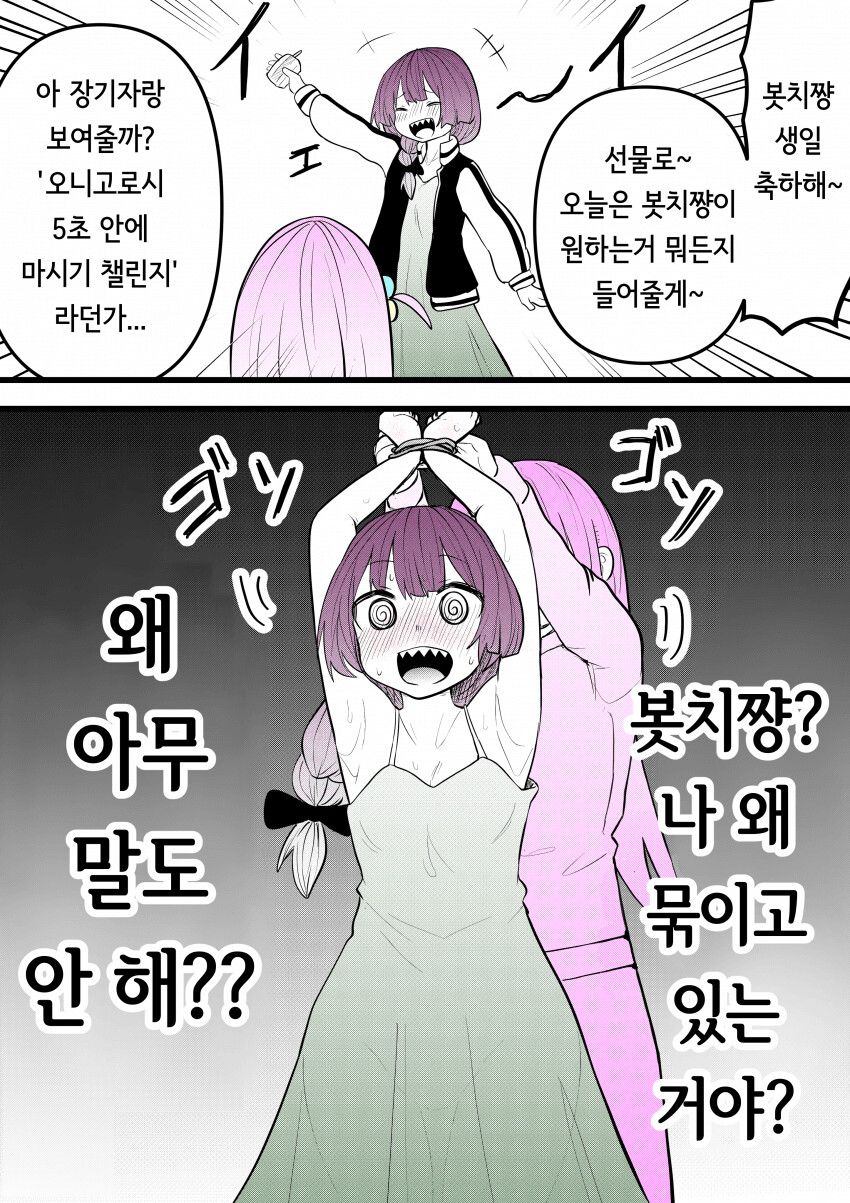 봇치쨩
생일
축하해~
선물로~
오늘은 봇치쨩이
원하는거 뭐든지
들어줄게~
아 장기자랑
보여줄까?
'오니고로시
5초 안에
마시기 챌린지'
라던가...
イ
エ
~イ
ゴソ
ゴソ
봇치쨩?
나 왜
묶이고
있는
거야?
왜
아무
말도
안 해??